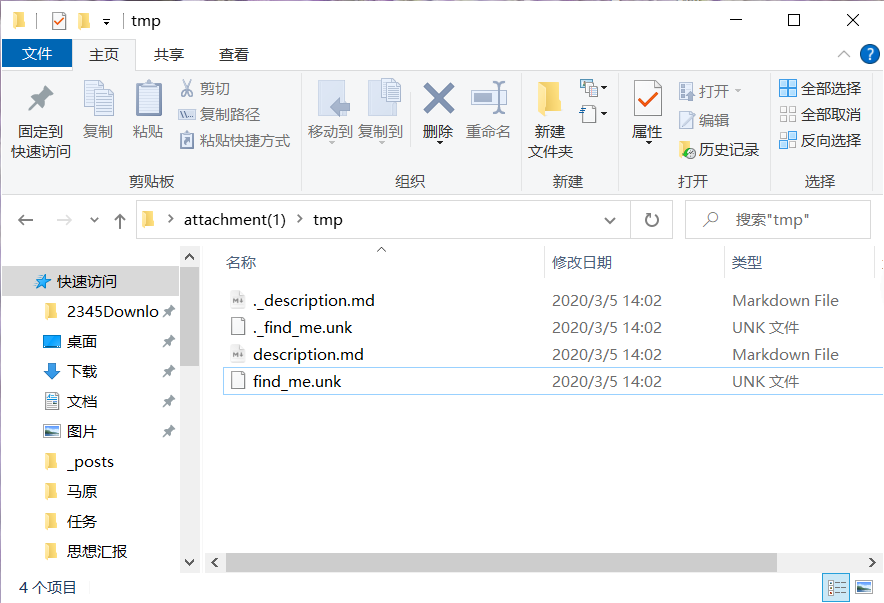 tmp
文件 主页 共享 查看
固定到
快速访问
复制
粘贴
剪切
复制路径
粘贴快捷方式
剪贴板
移动到 复制到 删除 重命名
组织
新建
文件夹
新建
属性
打开
编辑
历史记录
打开
全部选择
全部取消
反向选择
选择
attachment(1) tmp
搜索"tmp"
名称 修改日期 类型
._description.md 2020/3/5 14:02 Markdown File
._find_me.unk 2020/3/5 14:02 UNK 文件
description.md 2020/3/5 14:02 Markdown File
find_me.unk 2020/3/5 14:02 UNK 文件
快速访问
2345Downlo
桌面
下载
文档
图片
_posts
马原
任务
思想汇报
4 个项目